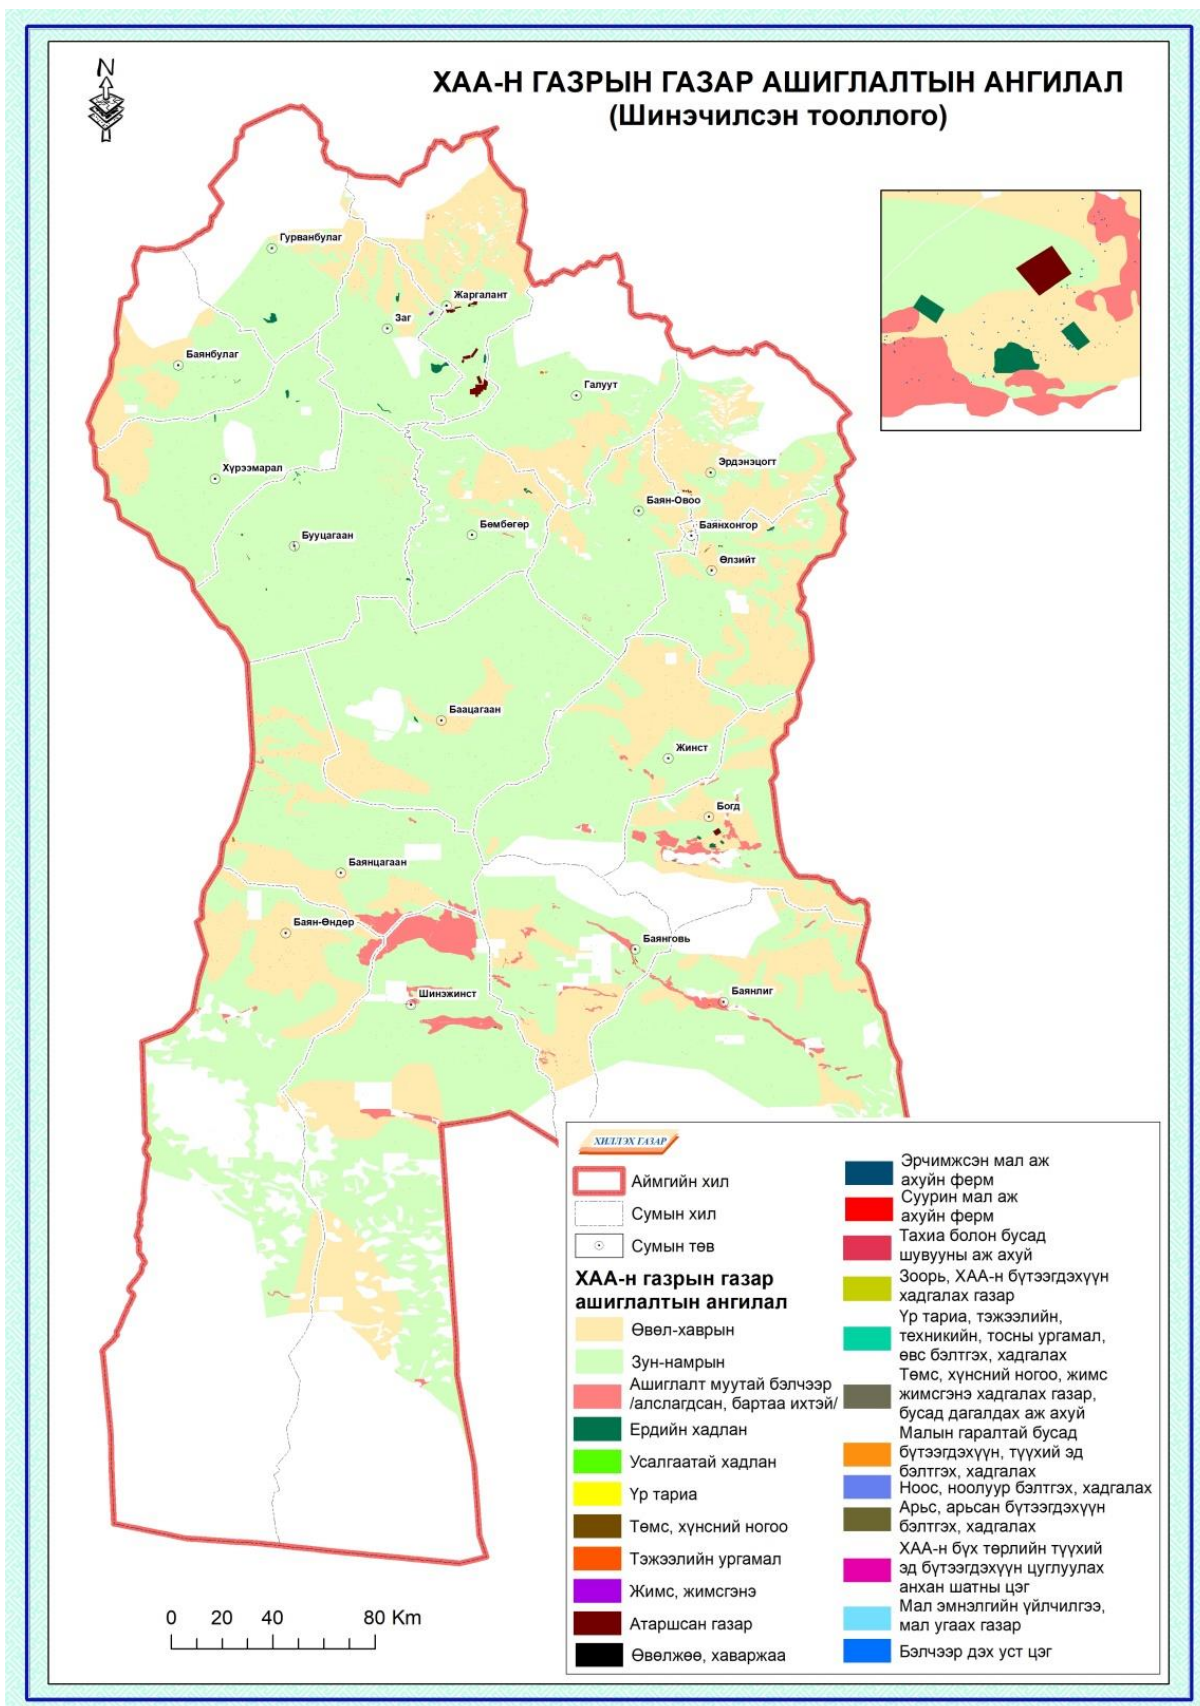 N
ХАА-Н ГАЗРЫН ГАЗАР АШИГЛАЛТЫН АНГИЛАЛ
(Шинэчилсэн тооллого)
Гурванбулаг
Жаргалант
Заг
Баянбулаг
Галуут
Хүрээмарал
Эрдэнэцогт
Баян-Овоо
Баянхонгор
Бууцагаан
Бөмбөгөр
Өлзийт
Баацагаан
Жинст
Богд
Баянцагаан
Баян-Өндөр
Баянговь
Шинэжинст
Баянлиг
ХИЛЛЭХ ГАЗАР
Аймгийн хил
Сумын хил
Сумын төв
ХАА-н газрын газар
ашиглалтын ангилал
Өвөл-хаврын
Зун-намрын
Ашиглалт муутай бэлчээр
/алслагдсан, бартаа ихтэй/
Ердийн хадлан
Усалгаатай хадлан
Үр тариа
Төмс, хүнсний ногоо
Тэжээлийн ургамал
Жимс, жимсгэнэ
Атаршсан газар
Өвөлжөө, хаваржаа
Эрчимжсэн мал аж
ахуйн ферм
Суурин мал аж
ахуйн ферм
Тахиа болон бусад
шувууны аж ахуй
Зоорь, ХАА-н бүтээгдэхүүн
хадгалах газар
Үр тариа, тэжээлийн,
техникийн, тосны ургамал,
өвс бэлтгэх, хадгалах
Төмс, хүнсний ногоо, жимс
жимсгэнэ хадгалах газар,
бусад дагалдах аж ахуй
Малын гаралтай бусад
бүтээгдэхүүн, түүхий эд
бэлтгэх, хадгалах
Ноос, ноолуур бэлтгэх, хадгалах
Арьс, арьсан бүтээгдэхүүн
бэлтгэх, хадгалах
ХАА-н бүх төрлийн түүхий
эд бүтээгдэхүүн цуглуулах
анхан шатны цэг
Мал эмнэлгийн үйлчилгээ,
мал угаах газар
Бэлчээр дэх уст цэг
0 20 40 80 Km